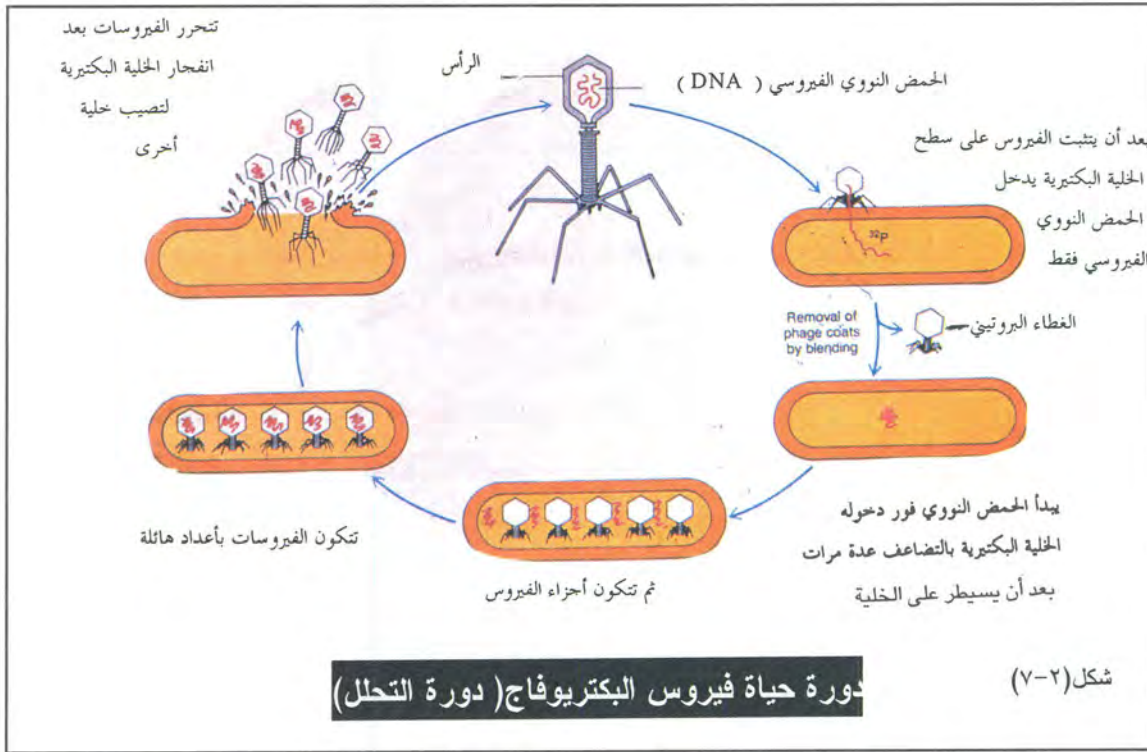 تتحرر الفيروسات بعد
انفجار الخلية البكتيرية
لتصيب خلية
أخرى
الرأس
الحمض النووي الفيروسي ( DNA )
بعد أن يتثبت الفيروس على سطح
الخلية البكتيرية يدخل
الحمض النووي
الفيروسي فقط
32P
Removal of
phage coats
by blending
الغطاء البروتيني
يبدأ الحمض النووي فور دخوله
الخلية البكتيرية بالتضاعف عدة مرات
بعد أن يسيطر على الخلية
ثم تتكون أجزاء الفيروس
تتكون الفيروسات بأعداد هائلة
شكل(٢-٧)
دورة حياة فيروس البكتريوفاج( دورة التحلل)